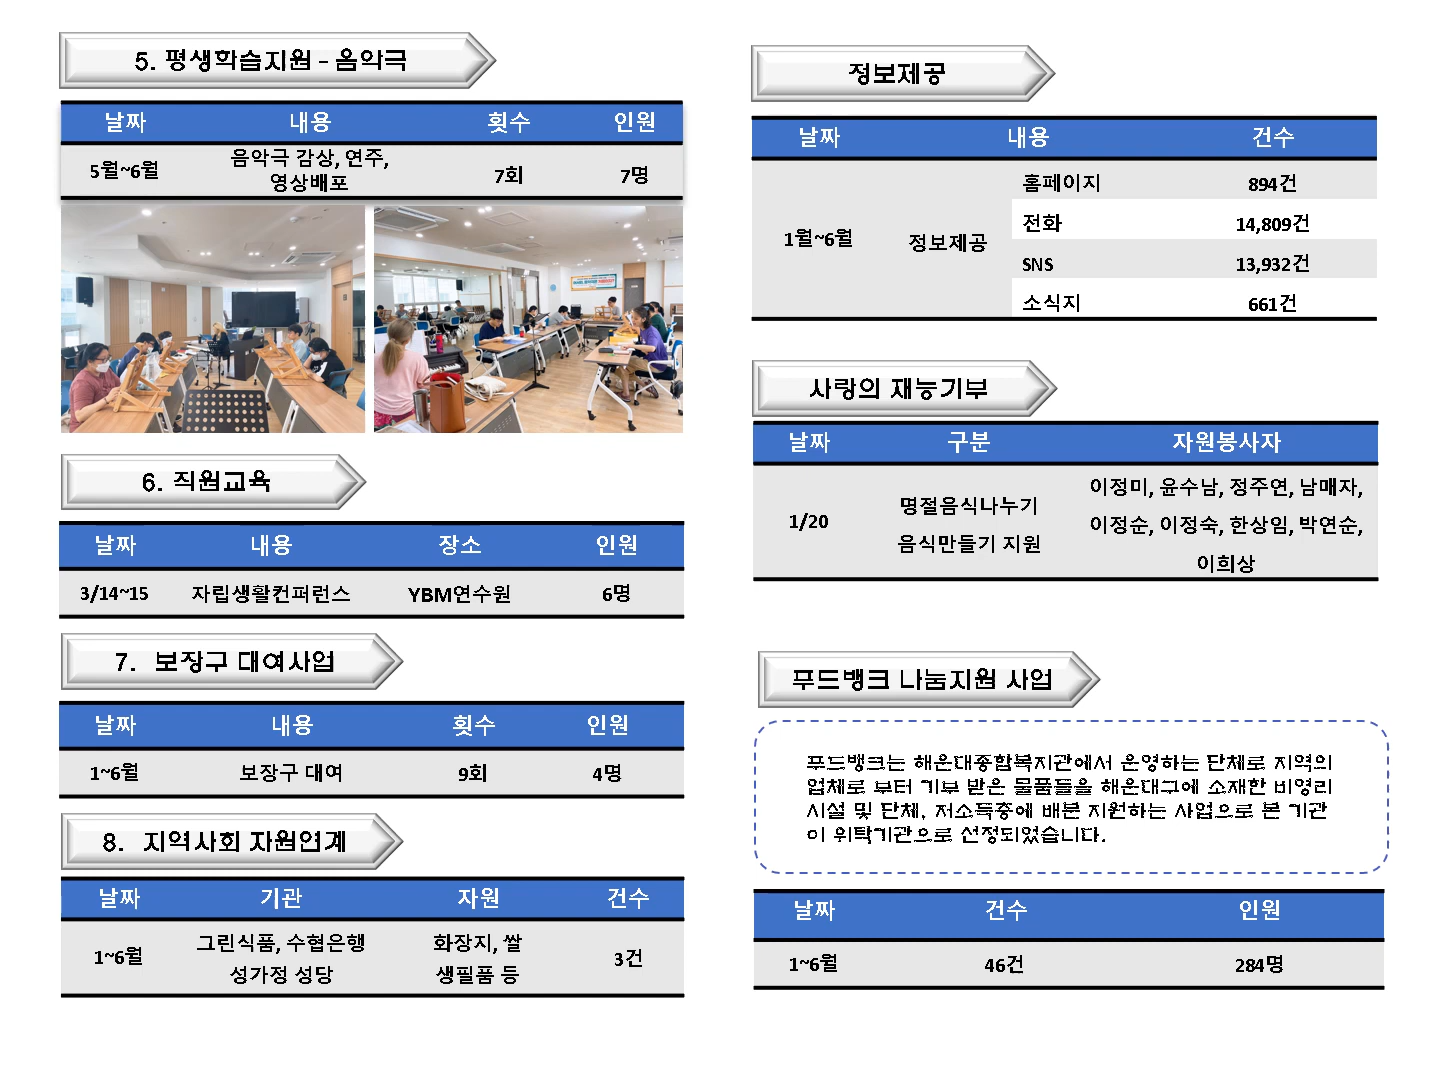 5. 평생학습지원 - 음악극
날짜 내용 횟수 인원
5월~6월 음악극 감상, 연주, 영상배포 7회 7명
6. 직원교육
날짜 내용 장소 인원
3/14~15 자립생활컨퍼런스 YBM연수원 6명
7. 보장구 대여사업
날짜 내용 횟수 인원
1~6월 보장구 대여 9회 4명
8. 지역사회 자원연계
날짜 기관 자원 건수
1~6월 그린식품, 수협은행 화장지, 쌀 3건
성가정 성당 생필품 등
정보제공
날짜 내용 건수
1월~6월 정보제공
홈페이지 894건
전화 14,809건
SNS 13,932건
소식지 661건
사랑의 재능기부
날짜 구분 자원봉사자
1/20
명절음식나누기
음식만들기 지원
이정미, 윤수남, 정주연, 남매자,
이정순, 이정숙, 한상임, 박연순,
이희상
푸드뱅크 나눔지원 사업
푸드뱅크는 해운대종합복지관에서 운영하는 단체로 지역의
업체로 부터 기부 받은 물품들을 해운대구에 소재한 비영리
시설 및 단체, 저소득층에 배분 지원하는 사업으로 본 기관
이 위탁기관으로 선정되었습니다.
날짜 건수 인원
1~6월 46건 284명